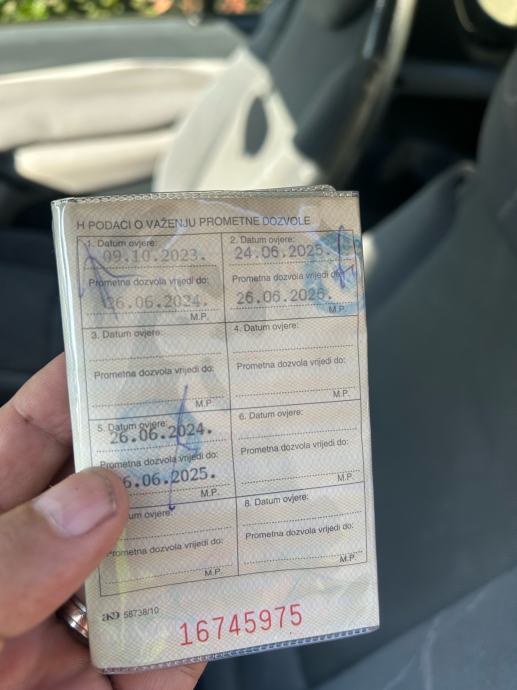 H PODACI O VAŽENJU PROMETNE DOZVOLE
1. Datum ovjere:
09.10.2023.
Prometna dozvola vrijedi do:
26.06.2024.
M.P.
2. Datum ovjere:
24.06.2025.
Prometna dozvola vrijedi do:
26.06.2026.
M.P.
3. Datum ovjere:
Prometna dozvola vrijedi do:
M.P.
4. Datum ovjere:
Prometna dozvola vrijedi do:
M.P.
5. Datum ovjere:
26.06.2024.
Prometna dozvola vrijedi do:
6.06.2025.
M.P.
6. Datum ovjere:
Prometna dozvola vrijedi do:
M.P.
ovjere:
Prometna dozvola vrijedi do:
M.P.
8. Datum ovjere:
Prometna dozvola vrijedi do:
M.P.
58738/10
16745975